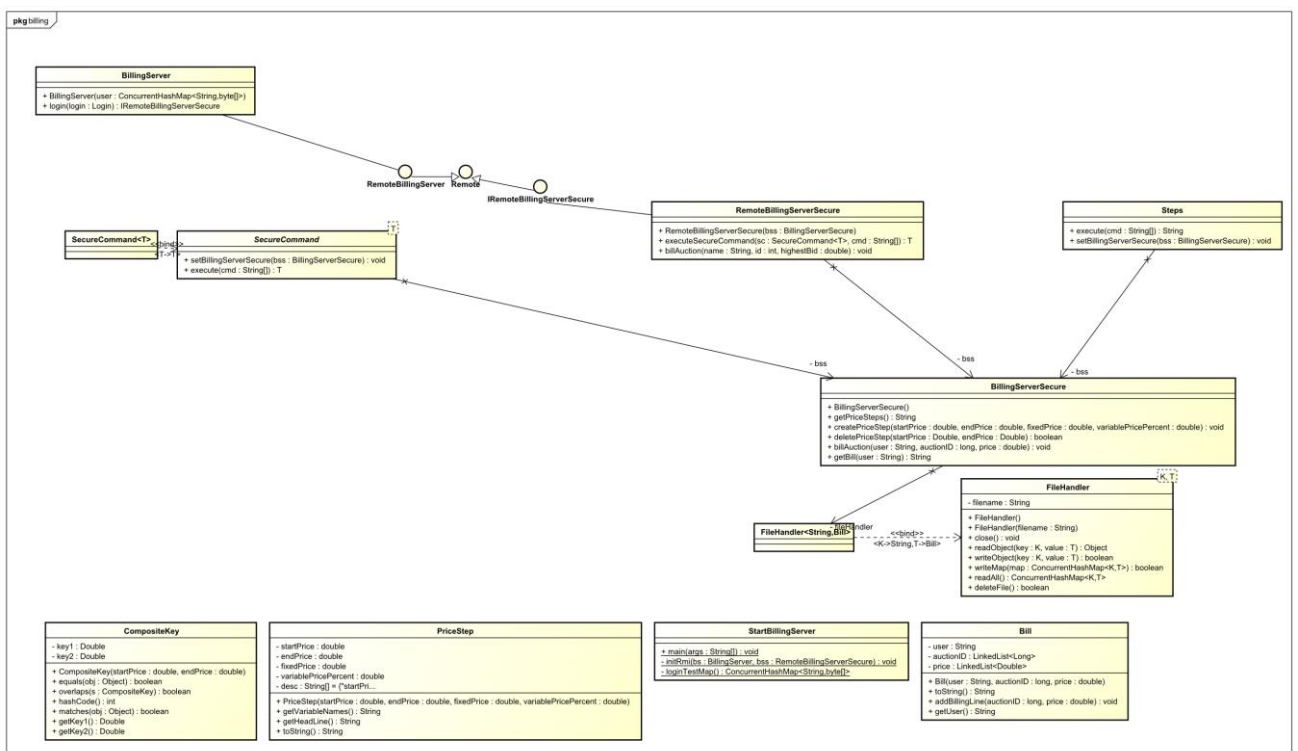 pkg billing
BillingServer
+ BillingServer(user : ConcurrentHashMap<String,byte[]>)
+ login(login : Login) : IRemoteBillingServerSecure
RemoteBillingServer
Remote
IRemoteBillingServerSecure
SecureCommand<T>
<<bind>>
<T->T>
T
SecureCommand
+ setBillingServerSecure(bss : BillingServerSecure) : void
+ execute(cmd : String[]) : T
RemoteBillingServerSecure
+ RemoteBillingServerSecure(bss : BillingServerSecure)
+ executeSecureCommand(sc : SecureCommand<T>, cmd : String[]) : T
+ billAuction(name : String, id : int, highestBid : double) : void
Steps
+ execute(cmd : String[]) : String
+ setBillingServerSecure(bss : BillingServerSecure) : void
- bss
- bss
- bss
BillingServerSecure
+ BillingServerSecure()
+ getPriceSteps() : String
+ createPriceStep(startPrice : double, endPrice : double, fixedPrice : double, variablePricePercent : double) : void
+ deletePriceStep(startPrice : Double, endPrice : Double) : boolean
+ billAuction(user : String, auctionID : long, price : double) : void
+ getBill(user : String) : String
- fileHandler
FileHandler<String,Bill>
<<bind>>
<K->String,T->Bill>
K, T
FileHandler
- filename : String
+ FileHandler()
+ FileHandler(filename : String)
+ close() : void
+ readObject(key : K, value : T) : Object
+ writeObject(key : K, value : T) : boolean
+ writeMap(map : ConcurrentHashMap<K,T>) : boolean
+ readAll() : ConcurrentHashMap<K,T>
+ deleteFile() : boolean
CompositeKey
- key1 : Double
- key2 : Double
+ CompositeKey(startPrice : double, endPrice : double)
+ equals(obj : Object) : boolean
+ overlaps(s : CompositeKey) : boolean
+ hashCode() : int
+ matches(obj : Object) : boolean
+ getKey1() : Double
+ getKey2() : Double
PriceStep
- startPrice : double
- endPrice : double
- fixedPrice : double
- variablePricePercent : double
- desc : String[] = {"startPri...
+ PriceStep(startPrice : double, endPrice : double, fixedPrice : double, variablePricePercent : double)
+ getVariableNames() : String
+ getHeadLine() : String
+ toString() : String
StartBillingServer
+ main(args : String[]) : void
- initRmi(bs : BillingServer, bss : RemoteBillingServerSecure) : void
- loginTestMap() : ConcurrentHashMap<String,byte[]>
Bill
- user : String
- auctionID : LinkedList<Long>
- price : LinkedList<Double>
+ Bill(user : String, auctionID : long, price : double)
+ toString() : String
+ addBillingLine(auctionID : long, price : double) : void
+ getUser() : String